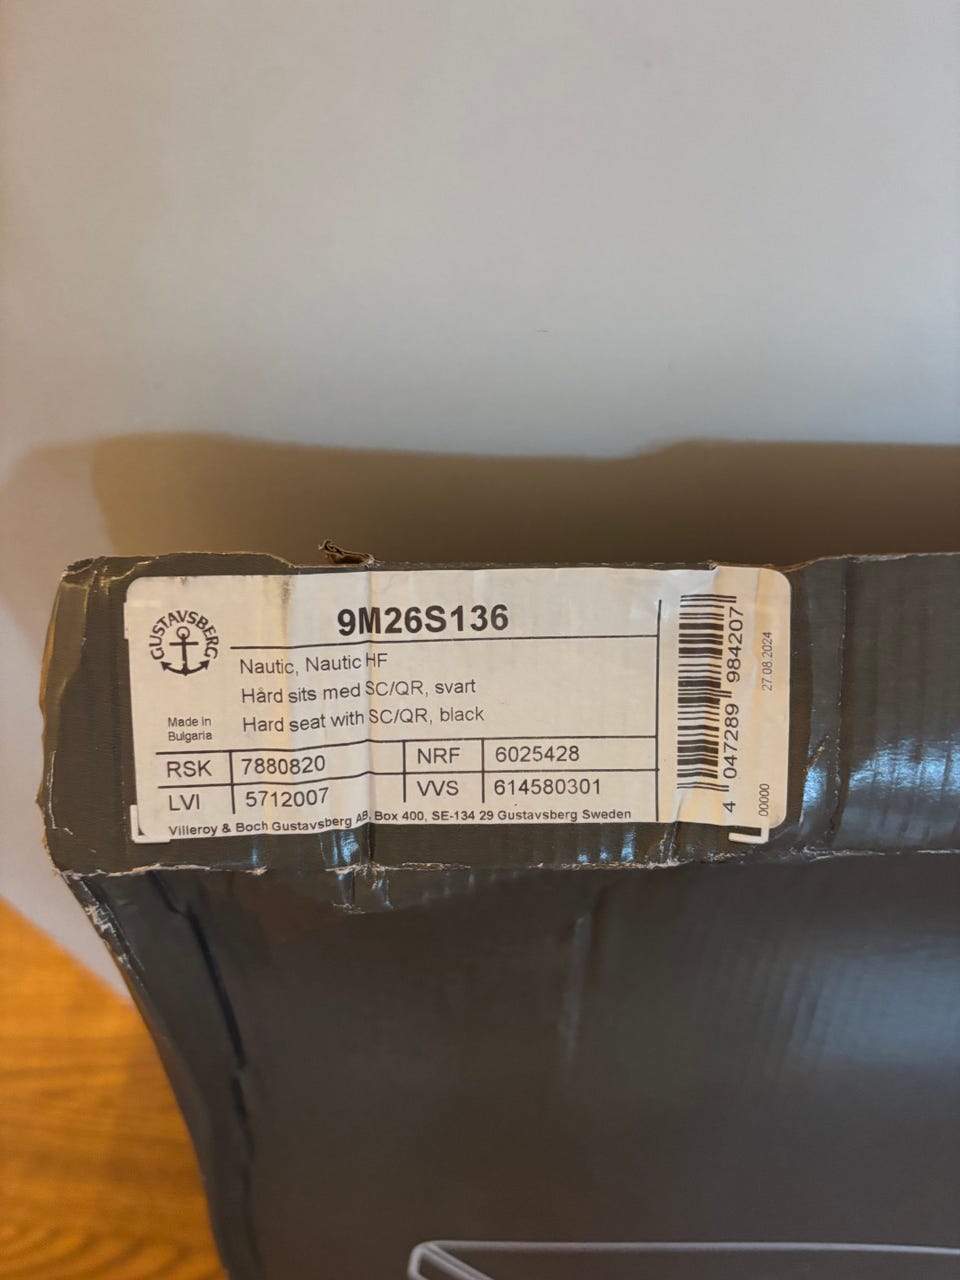 GUSTAVSBERG
9M26S136
Nautic, Nautic HF
Hård sits med SC/QR, svart
Hard seat with SC/QR, black
Made in
Bulgaria
RSK 7880820 NRF 6025428
LVI 5712007 VVS 614580301
Villeroy & Boch Gustavsberg AB, Box 400, SE-134 29 Gustavsberg Sweden
4 047289 984207
27.08.2024
00000